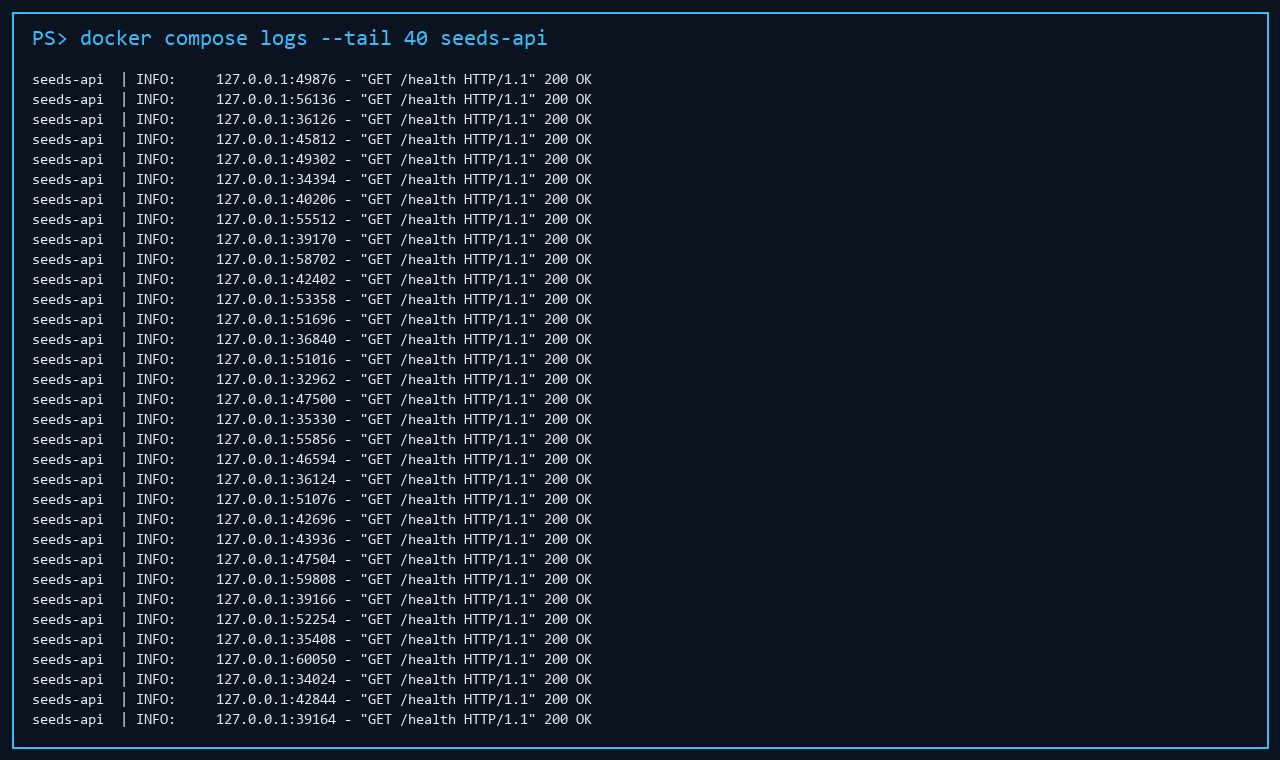 PS> docker compose logs --tail 40 seeds-api
seeds-api  | INFO:     127.0.0.1:49876 - "GET /health HTTP/1.1" 200 OK
seeds-api  | INFO:     127.0.0.1:56136 - "GET /health HTTP/1.1" 200 OK
seeds-api  | INFO:     127.0.0.1:36126 - "GET /health HTTP/1.1" 200 OK
seeds-api  | INFO:     127.0.0.1:45812 - "GET /health HTTP/1.1" 200 OK
seeds-api  | INFO:     127.0.0.1:49302 - "GET /health HTTP/1.1" 200 OK
seeds-api  | INFO:     127.0.0.1:34394 - "GET /health HTTP/1.1" 200 OK
seeds-api  | INFO:     127.0.0.1:40206 - "GET /health HTTP/1.1" 200 OK
seeds-api  | INFO:     127.0.0.1:55512 - "GET /health HTTP/1.1" 200 OK
seeds-api  | INFO:     127.0.0.1:39170 - "GET /health HTTP/1.1" 200 OK
seeds-api  | INFO:     127.0.0.1:58702 - "GET /health HTTP/1.1" 200 OK
seeds-api  | INFO:     127.0.0.1:42402 - "GET /health HTTP/1.1" 200 OK
seeds-api  | INFO:     127.0.0.1:53358 - "GET /health HTTP/1.1" 200 OK
seeds-api  | INFO:     127.0.0.1:51696 - "GET /health HTTP/1.1" 200 OK
seeds-api  | INFO:     127.0.0.1:36840 - "GET /health HTTP/1.1" 200 OK
seeds-api  | INFO:     127.0.0.1:51016 - "GET /health HTTP/1.1" 200 OK
seeds-api  | INFO:     127.0.0.1:32962 - "GET /health HTTP/1.1" 200 OK
seeds-api  | INFO:     127.0.0.1:47500 - "GET /health HTTP/1.1" 200 OK
seeds-api  | INFO:     127.0.0.1:35330 - "GET /health HTTP/1.1" 200 OK
seeds-api  | INFO:     127.0.0.1:55856 - "GET /health HTTP/1.1" 200 OK
seeds-api  | INFO:     127.0.0.1:46594 - "GET /health HTTP/1.1" 200 OK
seeds-api  | INFO:     127.0.0.1:36124 - "GET /health HTTP/1.1" 200 OK
seeds-api  | INFO:     127.0.0.1:51076 - "GET /health HTTP/1.1" 200 OK
seeds-api  | INFO:     127.0.0.1:42696 - "GET /health HTTP/1.1" 200 OK
seeds-api  | INFO:     127.0.0.1:43936 - "GET /health HTTP/1.1" 200 OK
seeds-api  | INFO:     127.0.0.1:47504 - "GET /health HTTP/1.1" 200 OK
seeds-api  | INFO:     127.0.0.1:59808 - "GET /health HTTP/1.1" 200 OK
seeds-api  | INFO:     127.0.0.1:39166 - "GET /health HTTP/1.1" 200 OK
seeds-api  | INFO:     127.0.0.1:52254 - "GET /health HTTP/1.1" 200 OK
seeds-api  | INFO:     127.0.0.1:35408 - "GET /health HTTP/1.1" 200 OK
seeds-api  | INFO:     127.0.0.1:60050 - "GET /health HTTP/1.1" 200 OK
seeds-api  | INFO:     127.0.0.1:34024 - "GET /health HTTP/1.1" 200 OK
seeds-api  | INFO:     127.0.0.1:42844 - "GET /health HTTP/1.1" 200 OK
seeds-api  | INFO:     127.0.0.1:39164 - "GET /health HTTP/1.1" 200 OK